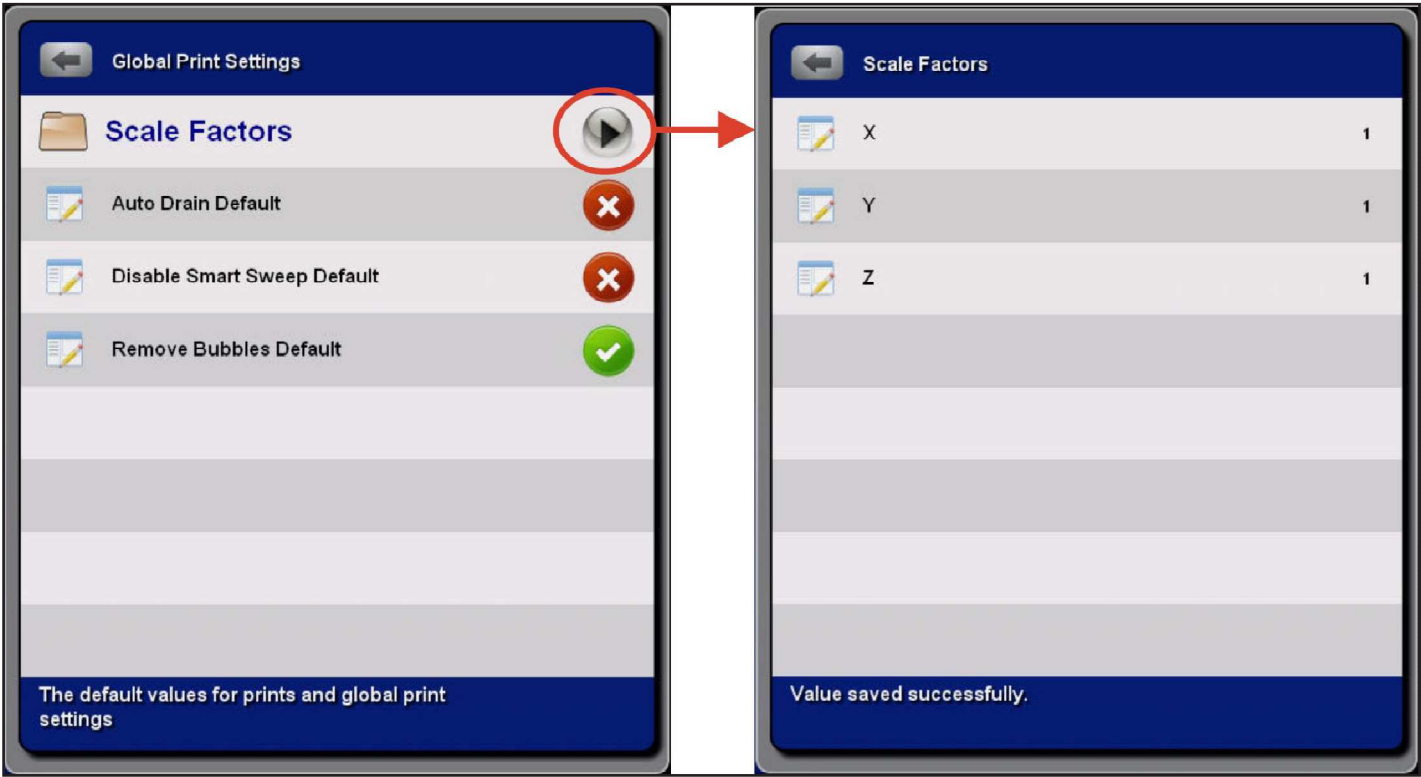 Global Print Settings
Scale Factors
Auto Drain Default
Disable Smart Sweep Default
Remove Bubbles Default
The default values for prints and global print
settings
Scale Factors
X 1
Y 1
Z 1
Value saved successfully.